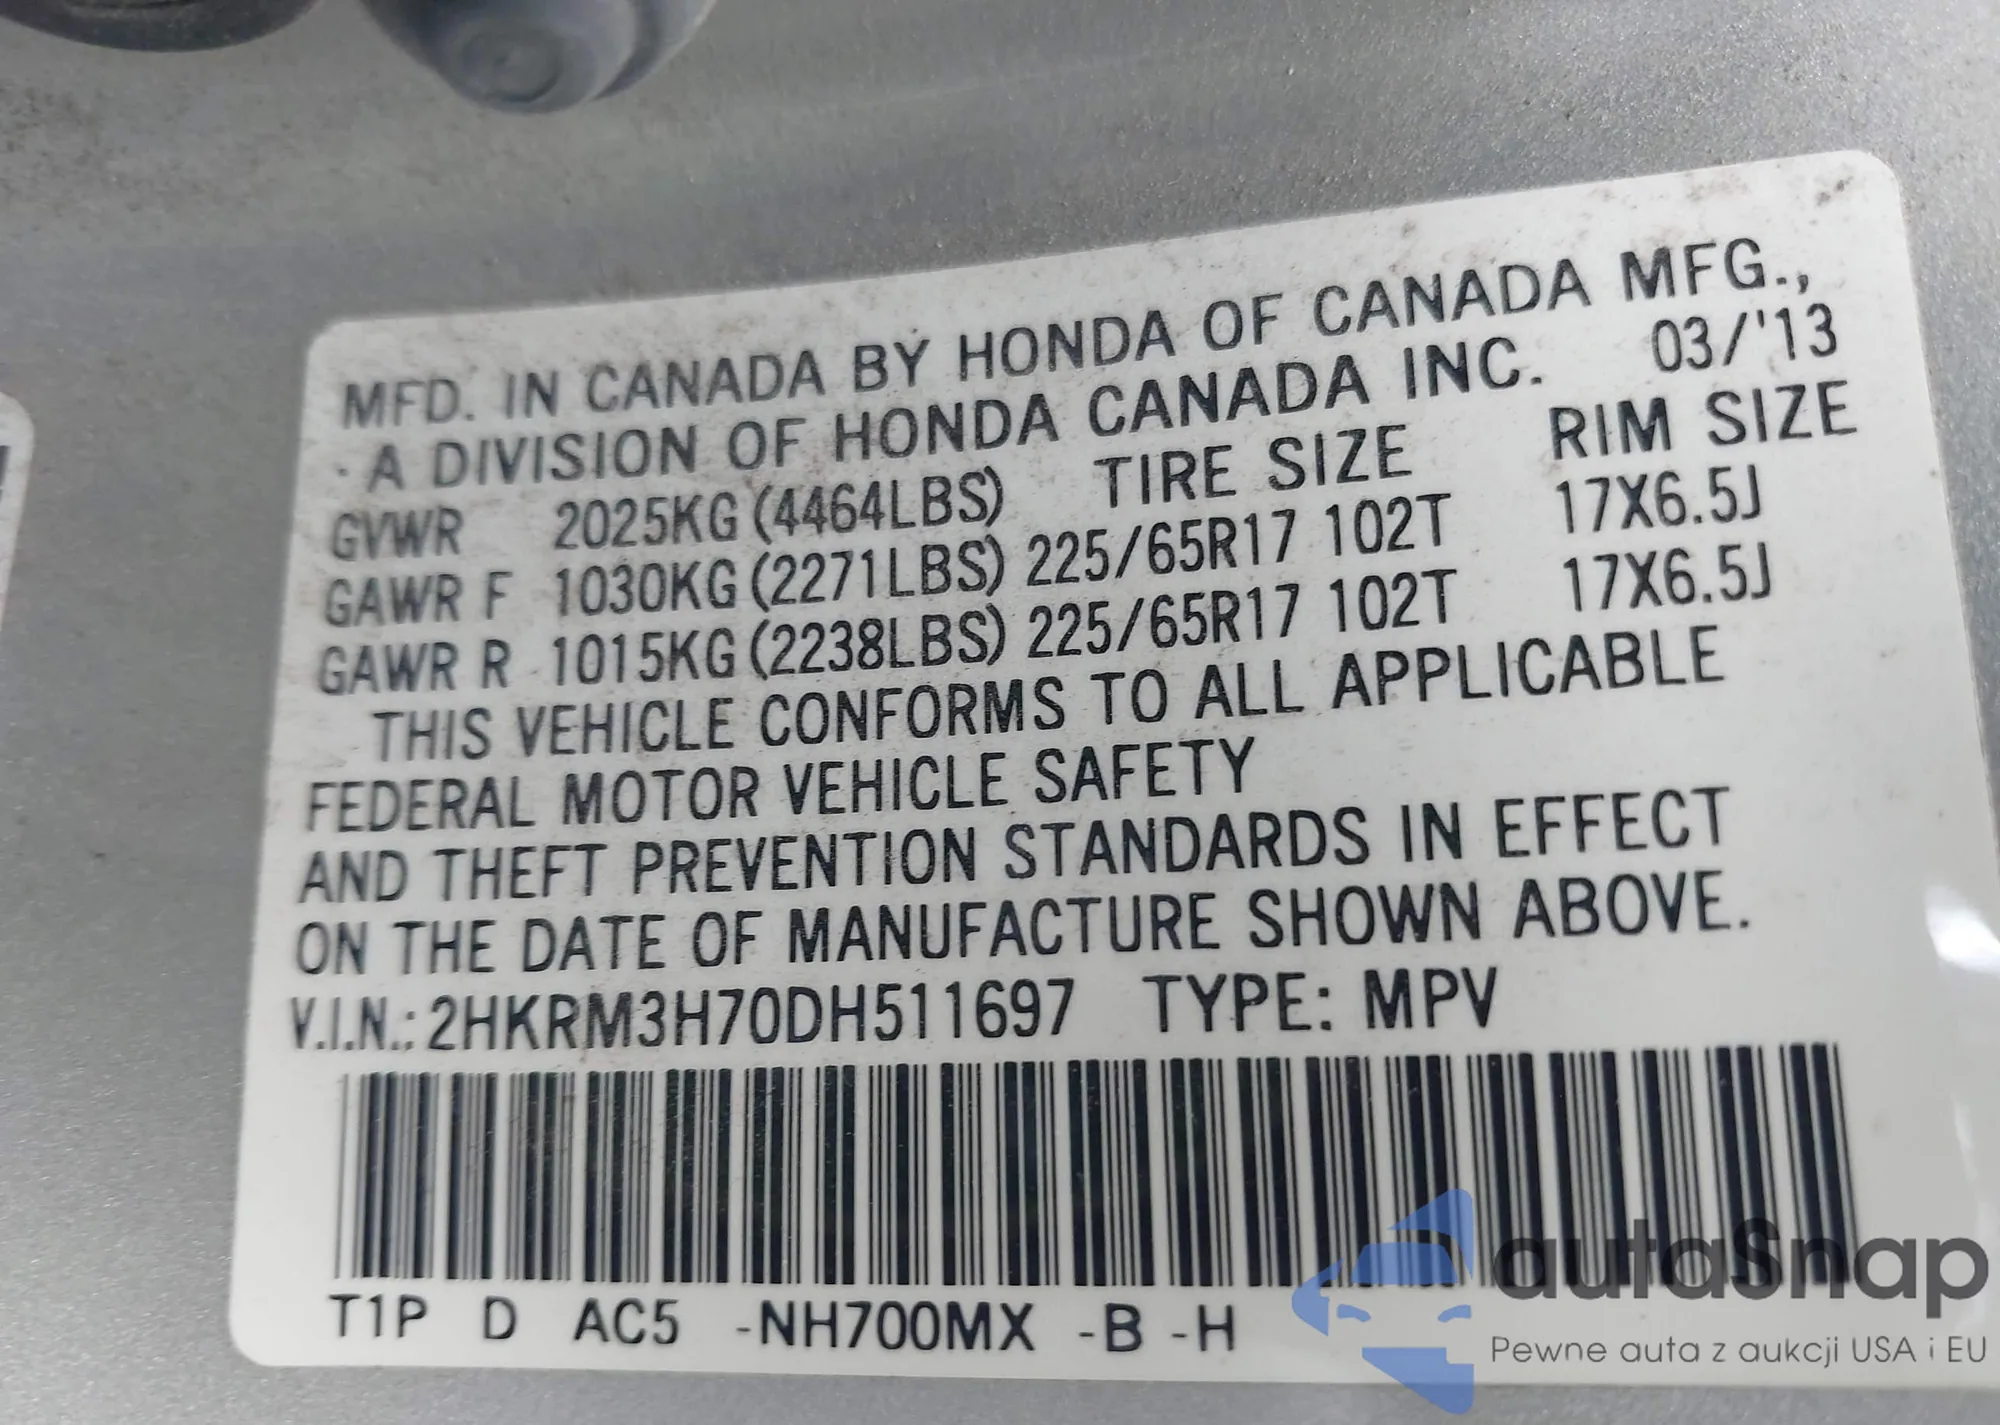 MFD. IN CANADA BY HONDA OF CANADA MFG.,
· A DIVISION OF HONDA CANADA INC. 03/'13
GVWR 2025KG (4464LBS) TIRE SIZE RIM SIZE
GAWR F 1030KG (2271LBS) 225/65R17 102T 17X6.5J
GAWR R 1015KG (2238LBS) 225/65R17 102T 17X6.5J
THIS VEHICLE CONFORMS TO ALL APPLICABLE
FEDERAL MOTOR VEHICLE SAFETY
AND THEFT PREVENTION STANDARDS IN EFFECT
ON THE DATE OF MANUFACTURE SHOWN ABOVE.
V.I.N.: 2HKRM3H70DH511697 TYPE: MPV
T1P D AC5 -NH700MX -B -H
autaSnap
Pewne auta z aukcji USA i EU